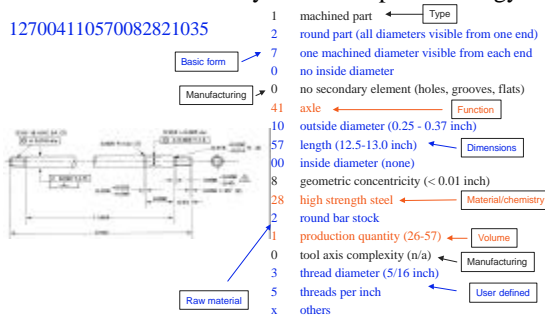 127004110570082821035
1 machined part
Type
2 round part (all diameters visible from one end)
Basic form
7 one machined diameter visible from each end
0 no inside diameter
Manufacturing
0 no secondary element (holes, grooves, flats)
41 axle
Function
10 outside diameter (0.25 - 0.37 inch)
57 length (12.5-13.0 inch)
Dimensions
00 inside diameter (none)
8 geometric concentricity (< 0.01 inch)
28 high strength steel
Material/chemistry
2 round bar stock
1 production quantity (26-57)
Volume
0 tool axis complexity (n/a)
Manufacturing
3 thread diameter (5/16 inch)
5 threads per inch
User defined
Raw material
x others